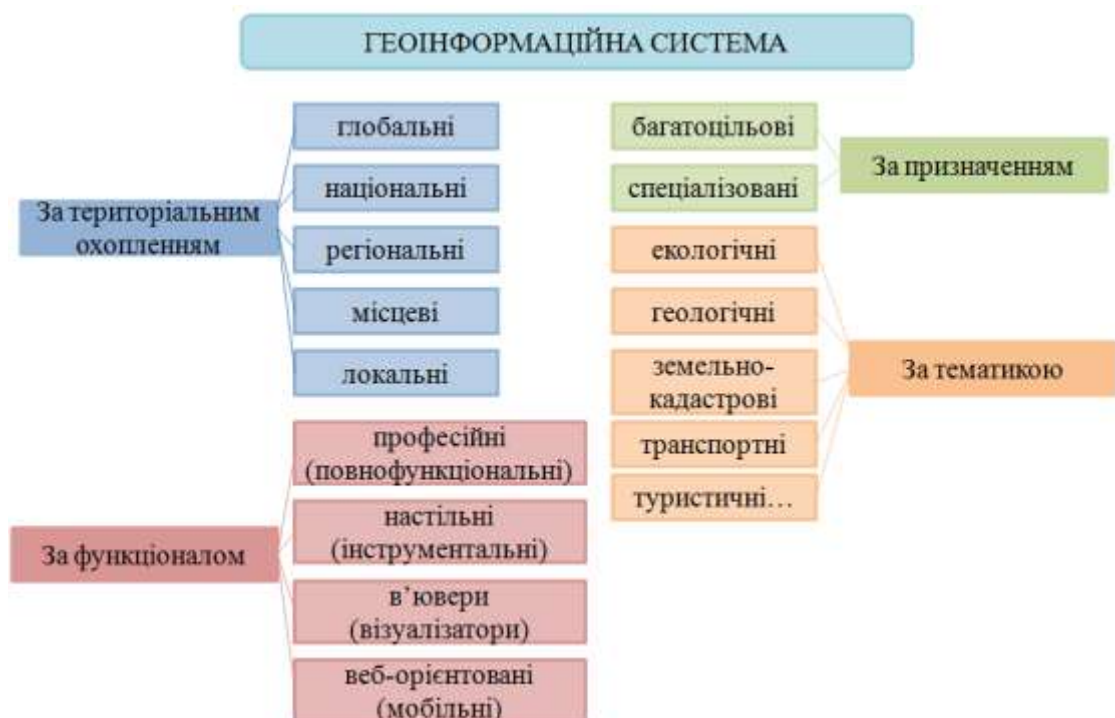 ГЕОІНФОРМАЦІЙНА СИСТЕМА
За територіальним
охопленням
глобальні
національні
регіональні
місцеві
локальні
За функціоналом
професійні
(повнофункціональні)
настільні
(інструментальні)
в’ювери
(візуалізатори)
веб-орієнтовані
(мобільні)
багатоцільові
спеціалізовані
За призначенням
екологічні
геологічні
земельно-
кадастрові
транспортні
туристичні…
За тематикою